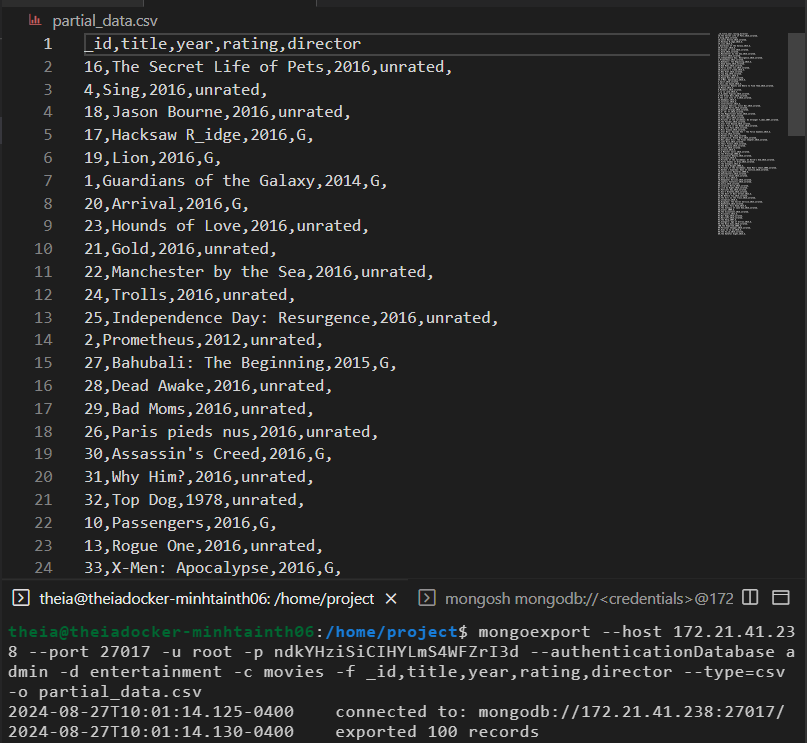 partial_data.csv
1 _id,title,year,rating,director
2 16,The Secret Life of Pets,2016,unrated,
3 4,Sing,2016,unrated,
4 18,Jason Bourne,2016,unrated,
5 17,Hacksaw R_idge,2016,G,
6 19,Lion,2016,G,
7 1,Guardians of the Galaxy,2014,G,
8 20,Arrival,2016,G,
9 23,Hounds of Love,2016,unrated,
10 21,Gold,2016,unrated,
11 22,Manchester by the Sea,2016,unrated,
12 24,Trolls,2016,unrated,
13 25,Independence Day: Resurgence,2016,unrated,
14 2,Prometheus,2012,unrated,
15 27,Bahubali: The Beginning,2015,G,
16 28,Dead Awake,2016,unrated,
17 29,Bad Moms,2016,unrated,
18 26,Paris pieds nus,2016,unrated,
19 30,Assassin's Creed,2016,G,
20 31,Why Him?,2016,unrated,
21 32,Top Dog,1978,unrated,
22 10,Passengers,2016,G,
23 13,Rogue One,2016,unrated,
24 33,X-Men: Apocalypse,2016,G,
theia@theiadocker-minhtainth06: /home/project mongosh mongodb://<credentials>@172
theia@theiadocker-minhtainth06:/home/project$ mongoexport --host 172.21.41.23
8 --port 27017 -u root -p ndkYHziSiCIHYLmS4WFZrI3d --authenticationDatabase a
dmin -d entertainment -c movies -f _id,title,year,rating,director --type=csv
-o partial_data.csv
2024-08-27T10:01:14.125-0400 connected to: mongodb://172.21.41.238:27017/
2024-08-27T10:01:14.130-0400 exported 100 records